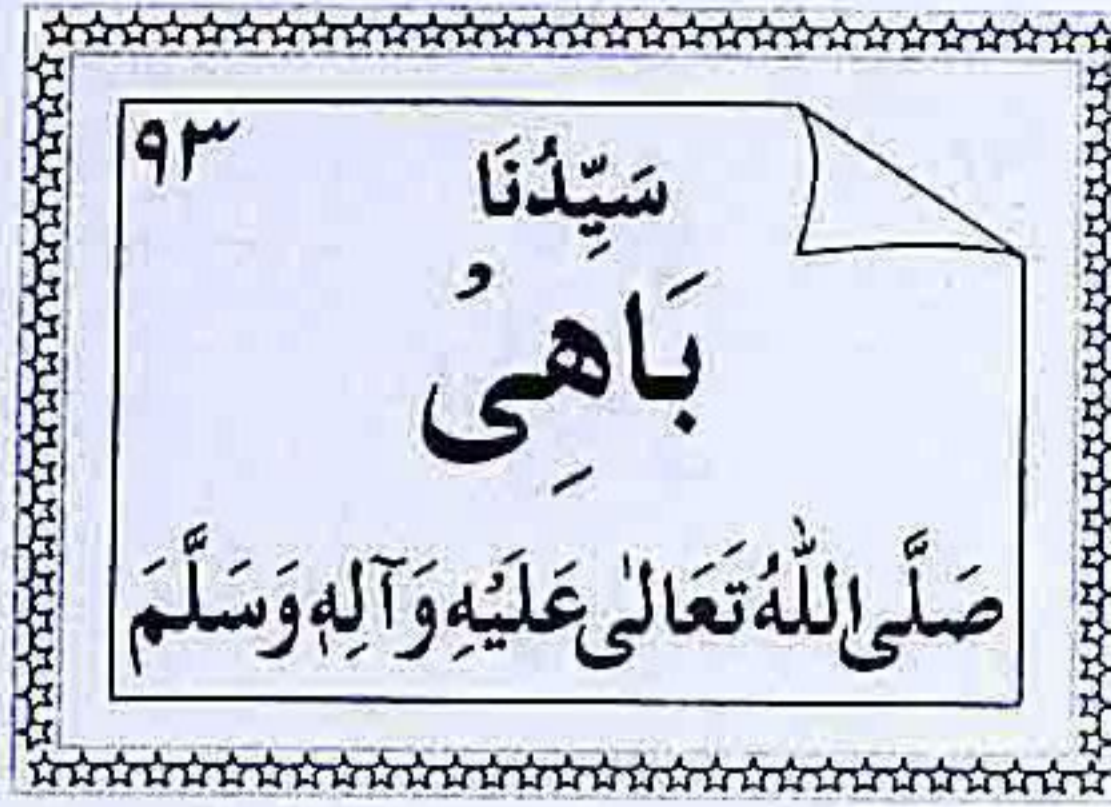 ۹۳
سَيِّدُنَا
بَاهِیُ
صَلَّی اللّٰهُ تَعَالٰی عَلَيْهِ وَآلِهٖ وَسَلَّمَ